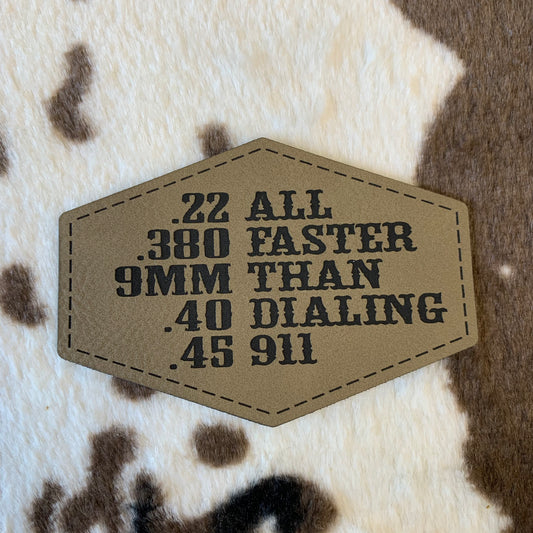 .22 ALL
.380 FASTER
9MM THAN
.40 DIALING
.45 911